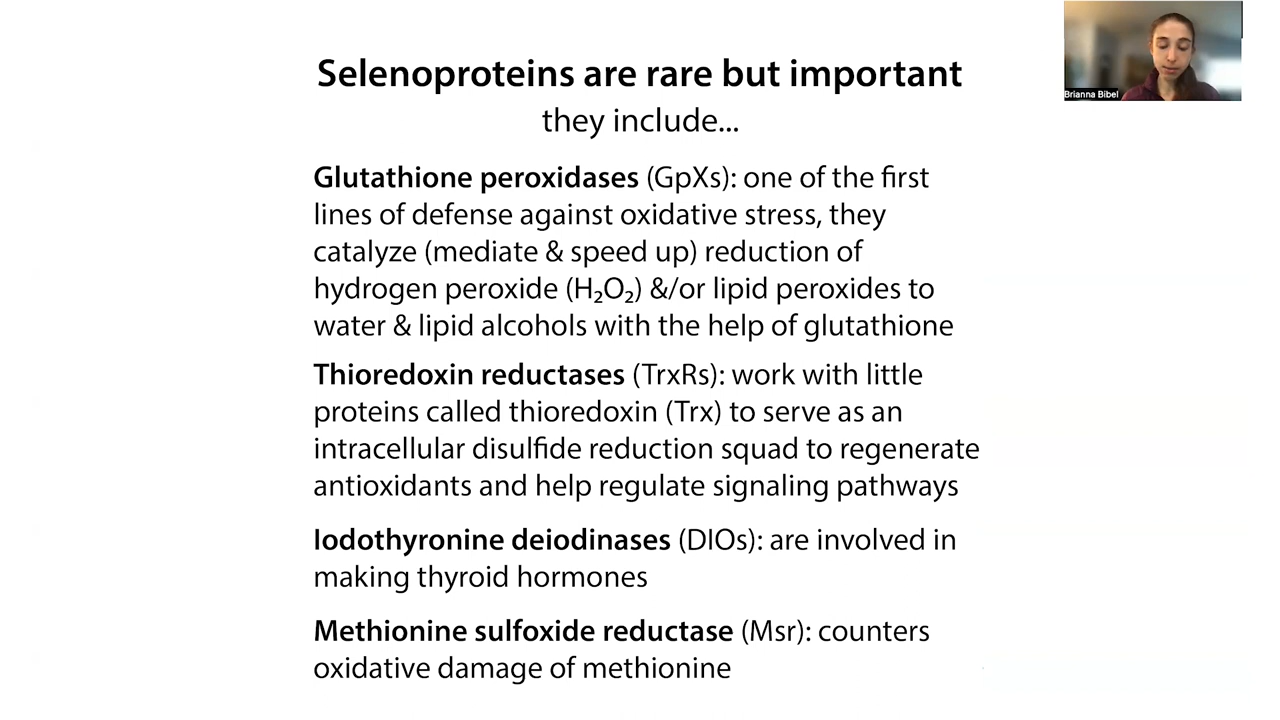 Selenoproteins are rare but important
they include...
Glutathione peroxidases (GpXs): one of the first
lines of defense against oxidative stress, they
catalyze (mediate & speed up) reduction of
hydrogen peroxide (H₂O₂) &/or lipid peroxides to
water & lipid alcohols with the help of glutathione
Thioredoxin reductases (TrxRs): work with little
proteins called thioredoxin (Trx) to serve as an
intracellular disulfide reduction squad to regenerate
antioxidants and help regulate signaling pathways
Iodothyronine deiodinases (DIOs): are involved in
making thyroid hormones
Methionine sulfoxide reductase (Msr): counters
oxidative damage of methionine
Brianna Bibel